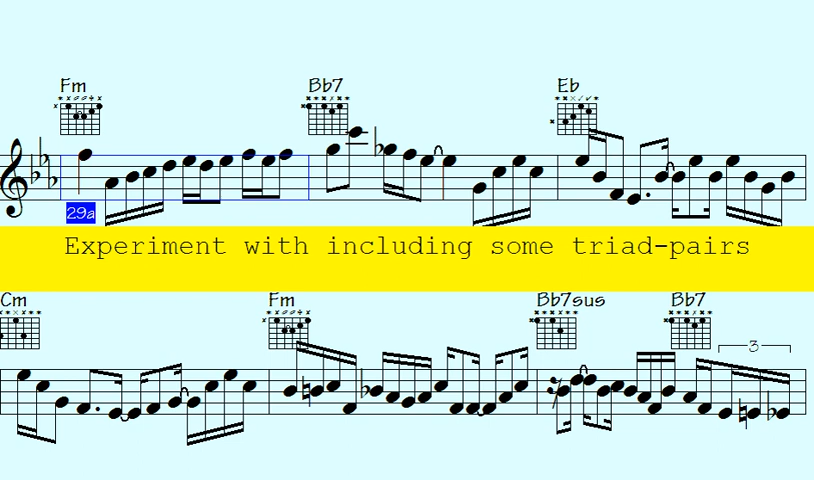 Fm Bb7 Eb
29a
Experiment with including some triad-pairs
Cm Fm Bb7sus Bb7
3